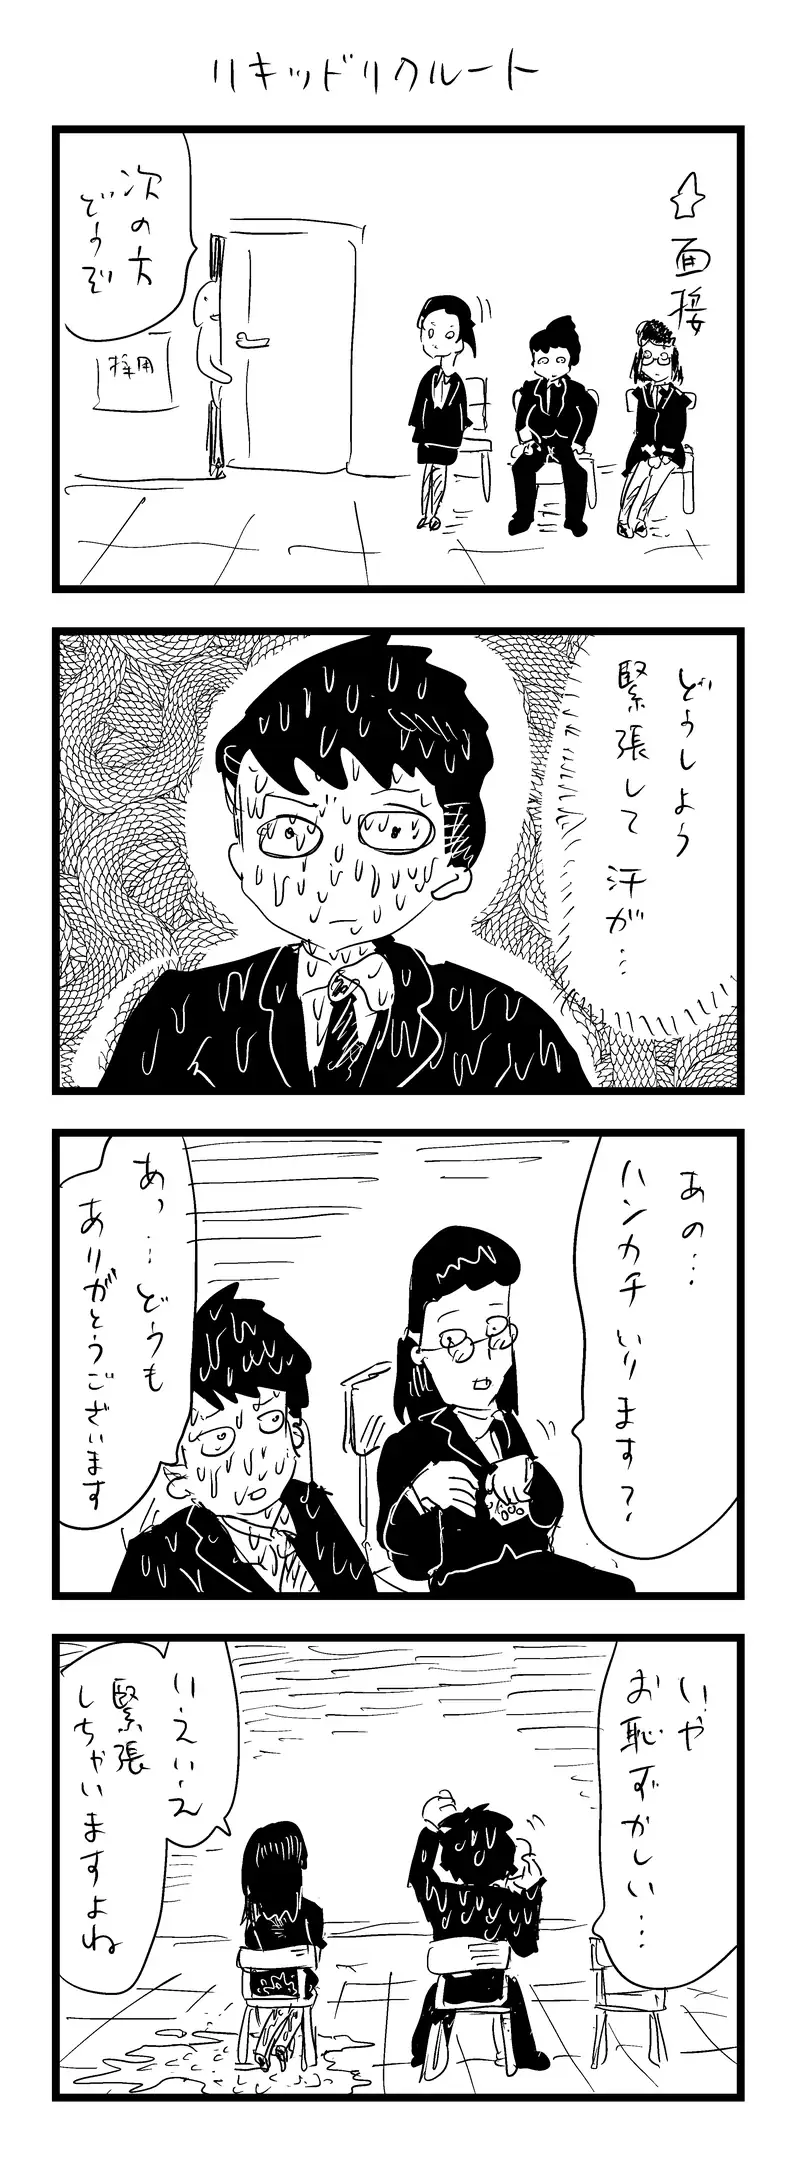 リキッドリクルート
⇧面接
次の方
どうぞ
採用
どうしよう
緊張して汗が…
あの…
ハンカチいります？
あっ…どうも
ありがとうございます
いや
お恥ずかしい…
いえいえ
緊張
しちゃいますよね